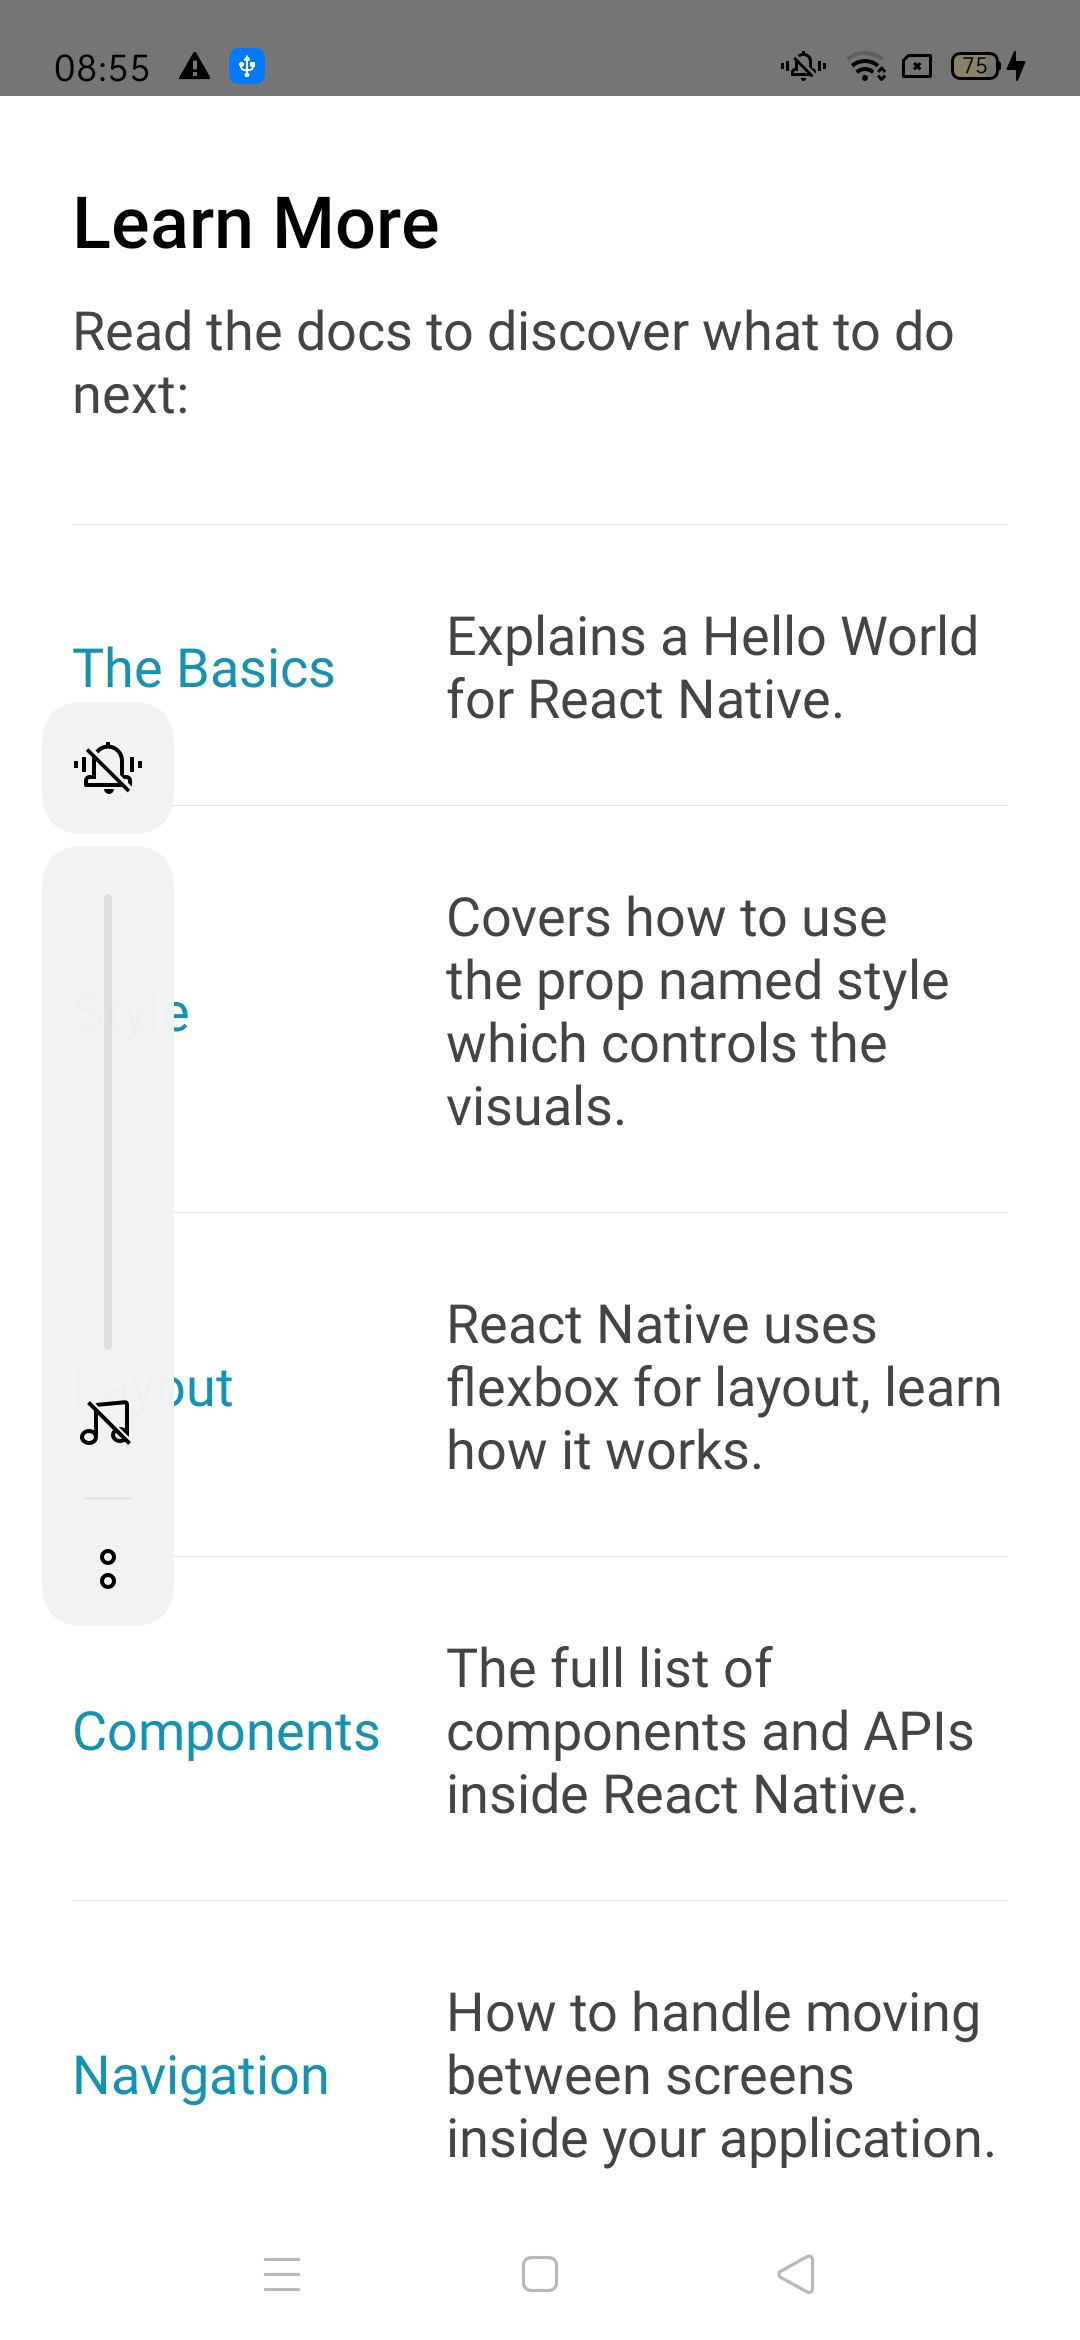 08:55
75
Learn More
Read the docs to discover what to do
next:
The Basics
Explains a Hello World
for React Native.
Style
Covers how to use
the prop named style
which controls the
visuals.
Layout
React Native uses
flexbox for layout, learn
how it works.
Components
The full list of
components and APIs
inside React Native.
Navigation
How to handle moving
between screens
inside your application.